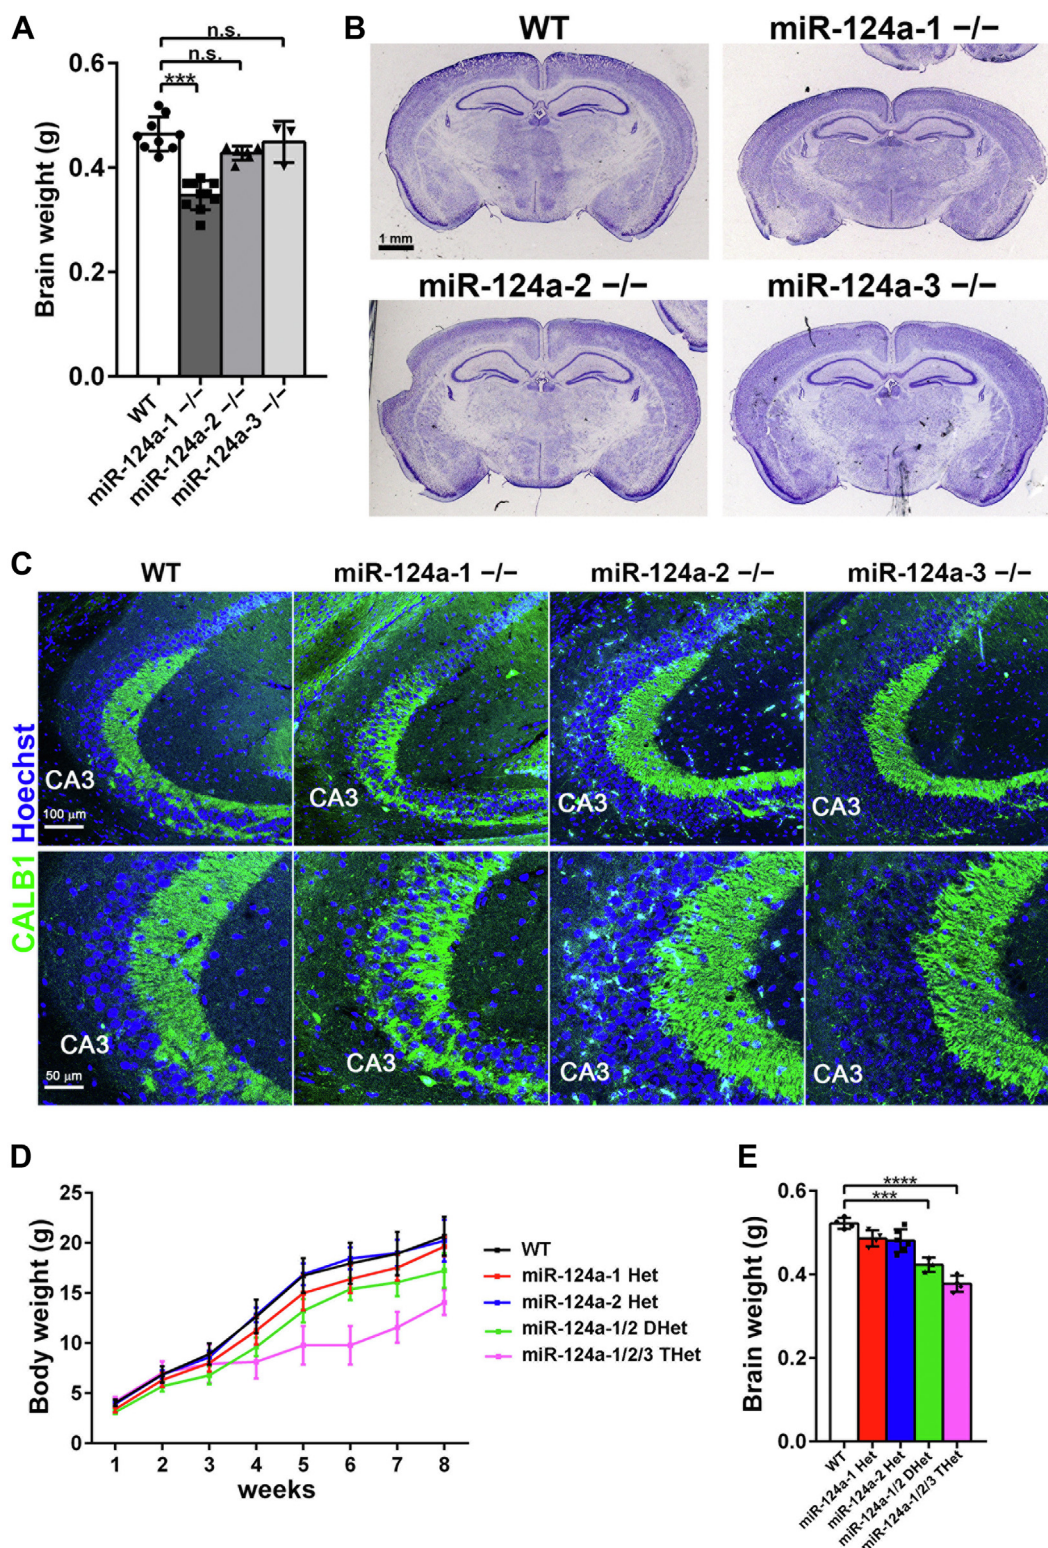 A
n.s.
n.s.
***
0.6
0.4
0.2
0.0
Brain weight (g)
WT
miR-124a-1 −/−
miR-124a-2 −/−
miR-124a-3 −/−
B
WT
miR-124a-1 −/−
1 mm
miR-124a-2 −/−
miR-124a-3 −/−
C
WT
miR-124a-1 −/−
miR-124a-2 −/−
miR-124a-3 −/−
CALB1 Hoechst
CA3
100 µm
CA3
CA3
CA3
CA3
50 µm
CA3
CA3
CA3
D
25
20
15
10
5
0
Body weight (g)
1 2 3 4 5 6 7 8
weeks
WT
miR-124a-1 Het
miR-124a-2 Het
miR-124a-1/2 DHet
miR-124a-1/2/3 THet
E
****
***
0.6
0.4
0.2
0.0
Brain weight (g)
WT
miR-124a-1 Het
miR-124a-2 Het
miR-124a-1/2 DHet
miR-124a-1/2/3 THet